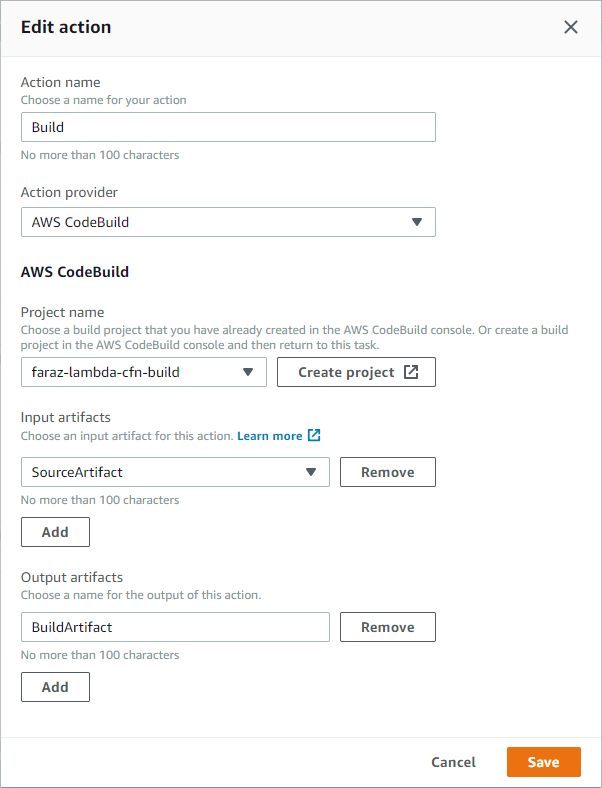 Edit action
Action name
Choose a name for your action
Build
No more than 100 characters
Action provider
AWS CodeBuild
AWS CodeBuild
Project name
Choose a build project that you have already created in the AWS CodeBuild console. Or create a build
project in the AWS CodeBuild console and then return to this task.
faraz-lambda-cfn-build
Create project
Input artifacts
Choose an input artifact for this action. Learn more
SourceArtifact
Remove
No more than 100 characters
Add
Output artifacts
Choose a name for the output of this action.
BuildArtifact
Remove
No more than 100 characters
Add
Cancel
Save